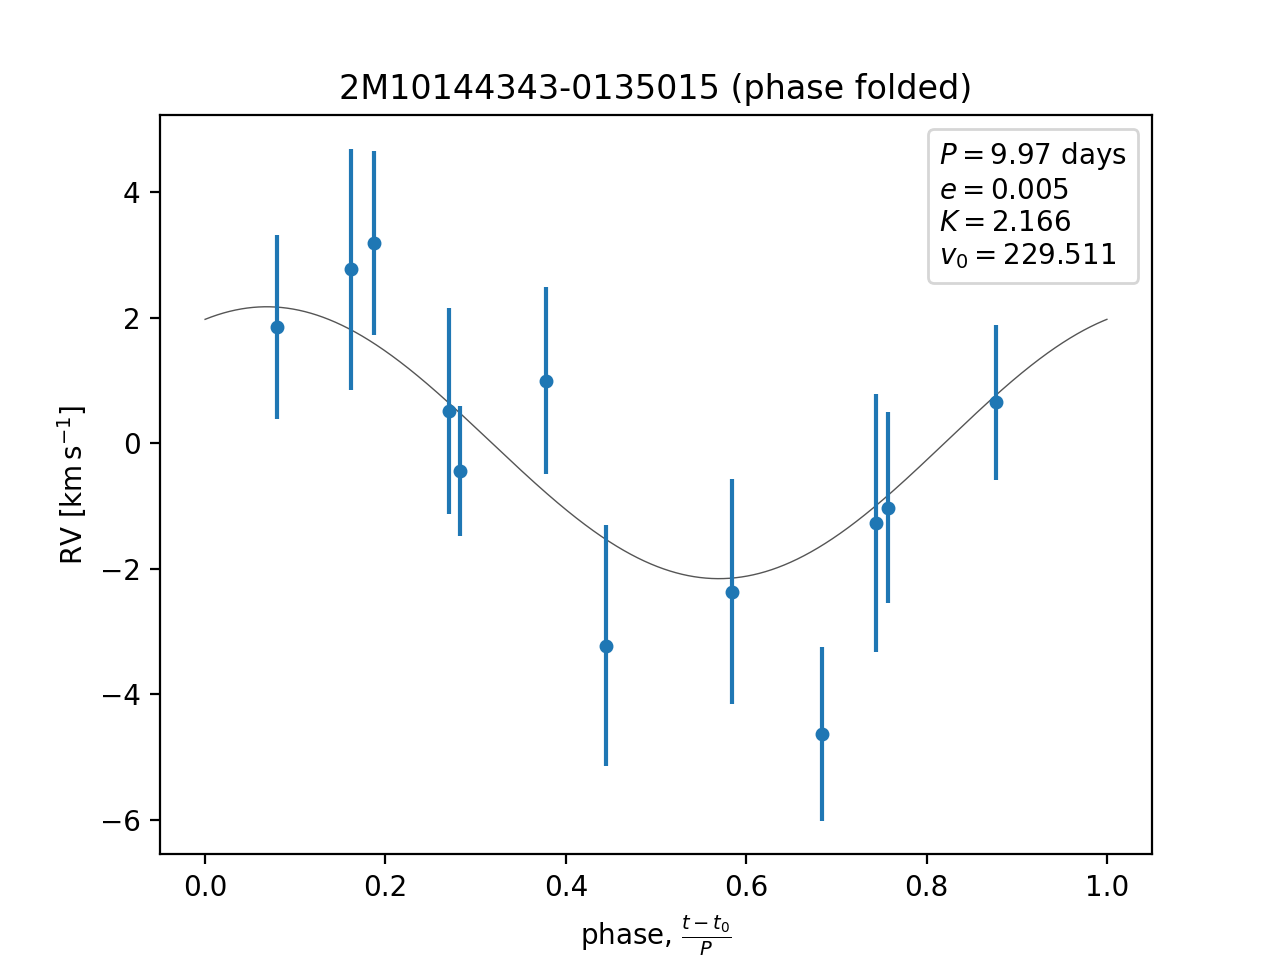 2M10144343-0135015 (phase folded)
P = 9.97 days
e = 0.005
K = 2.166
v₀ = 229.511
RV [km s⁻¹]
4
2
0
−2
−4
−6
0.0 0.2 0.4 0.6 0.8 1.0
phase, (t − t₀)/P